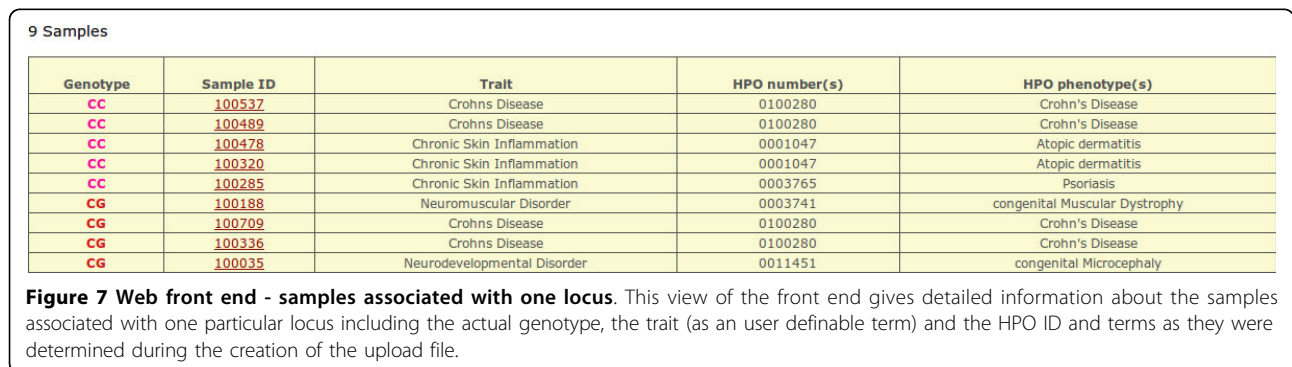 9 Samples
Genotype Sample ID Trait HPO number(s) HPO phenotype(s)
CC 100537 Crohns Disease 0100280 Crohn's Disease
CC 100489 Crohns Disease 0100280 Crohn's Disease
CC 100478 Chronic Skin Inflammation 0001047 Atopic dermatitis
CC 100320 Chronic Skin Inflammation 0001047 Atopic dermatitis
CC 100285 Chronic Skin Inflammation 0003765 Psoriasis
CG 100188 Neuromuscular Disorder 0003741 congenital Muscular Dystrophy
CG 100709 Crohns Disease 0100280 Crohn's Disease
CG 100336 Crohns Disease 0100280 Crohn's Disease
CG 100035 Neurodevelopmental Disorder 0011451 congenital Microcephaly
Figure 7 Web front end - samples associated with one locus. This view of the front end gives detailed information about the samples
associated with one particular locus including the actual genotype, the trait (as an user definable term) and the HPO ID and terms as they were
determined during the creation of the upload file.